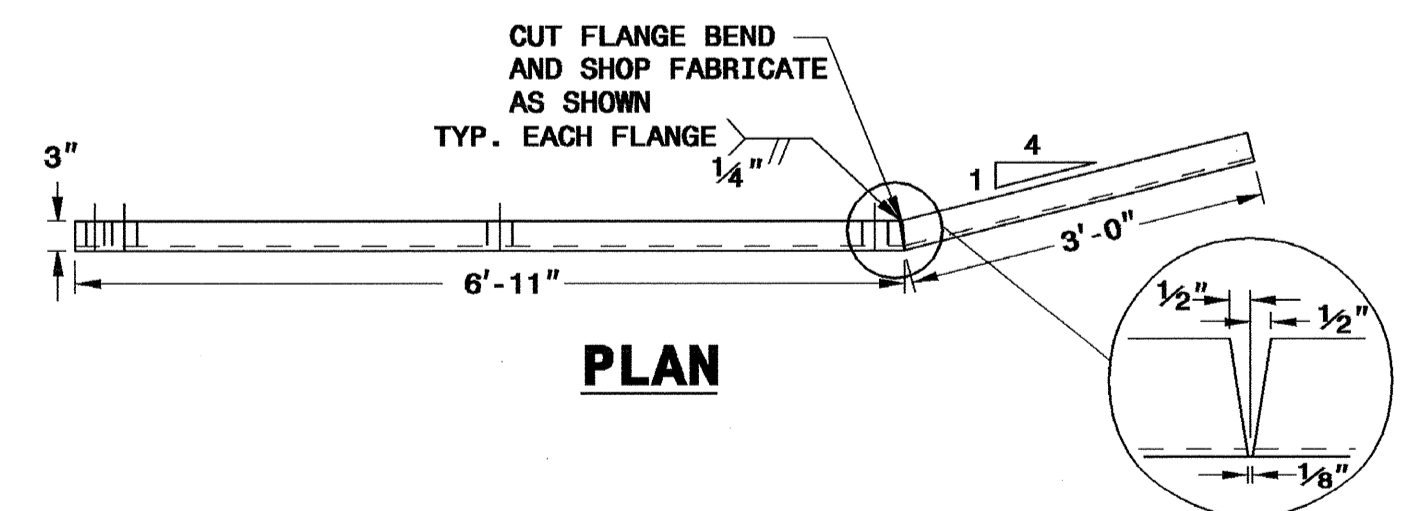 CUT FLANGE BEND
AND SHOP FABRICATE
AS SHOWN
TYP. EACH FLANGE
1/4"
3"
4
1
3'-0"
6'-11"
1/2"
1/2"
PLAN
1/8"